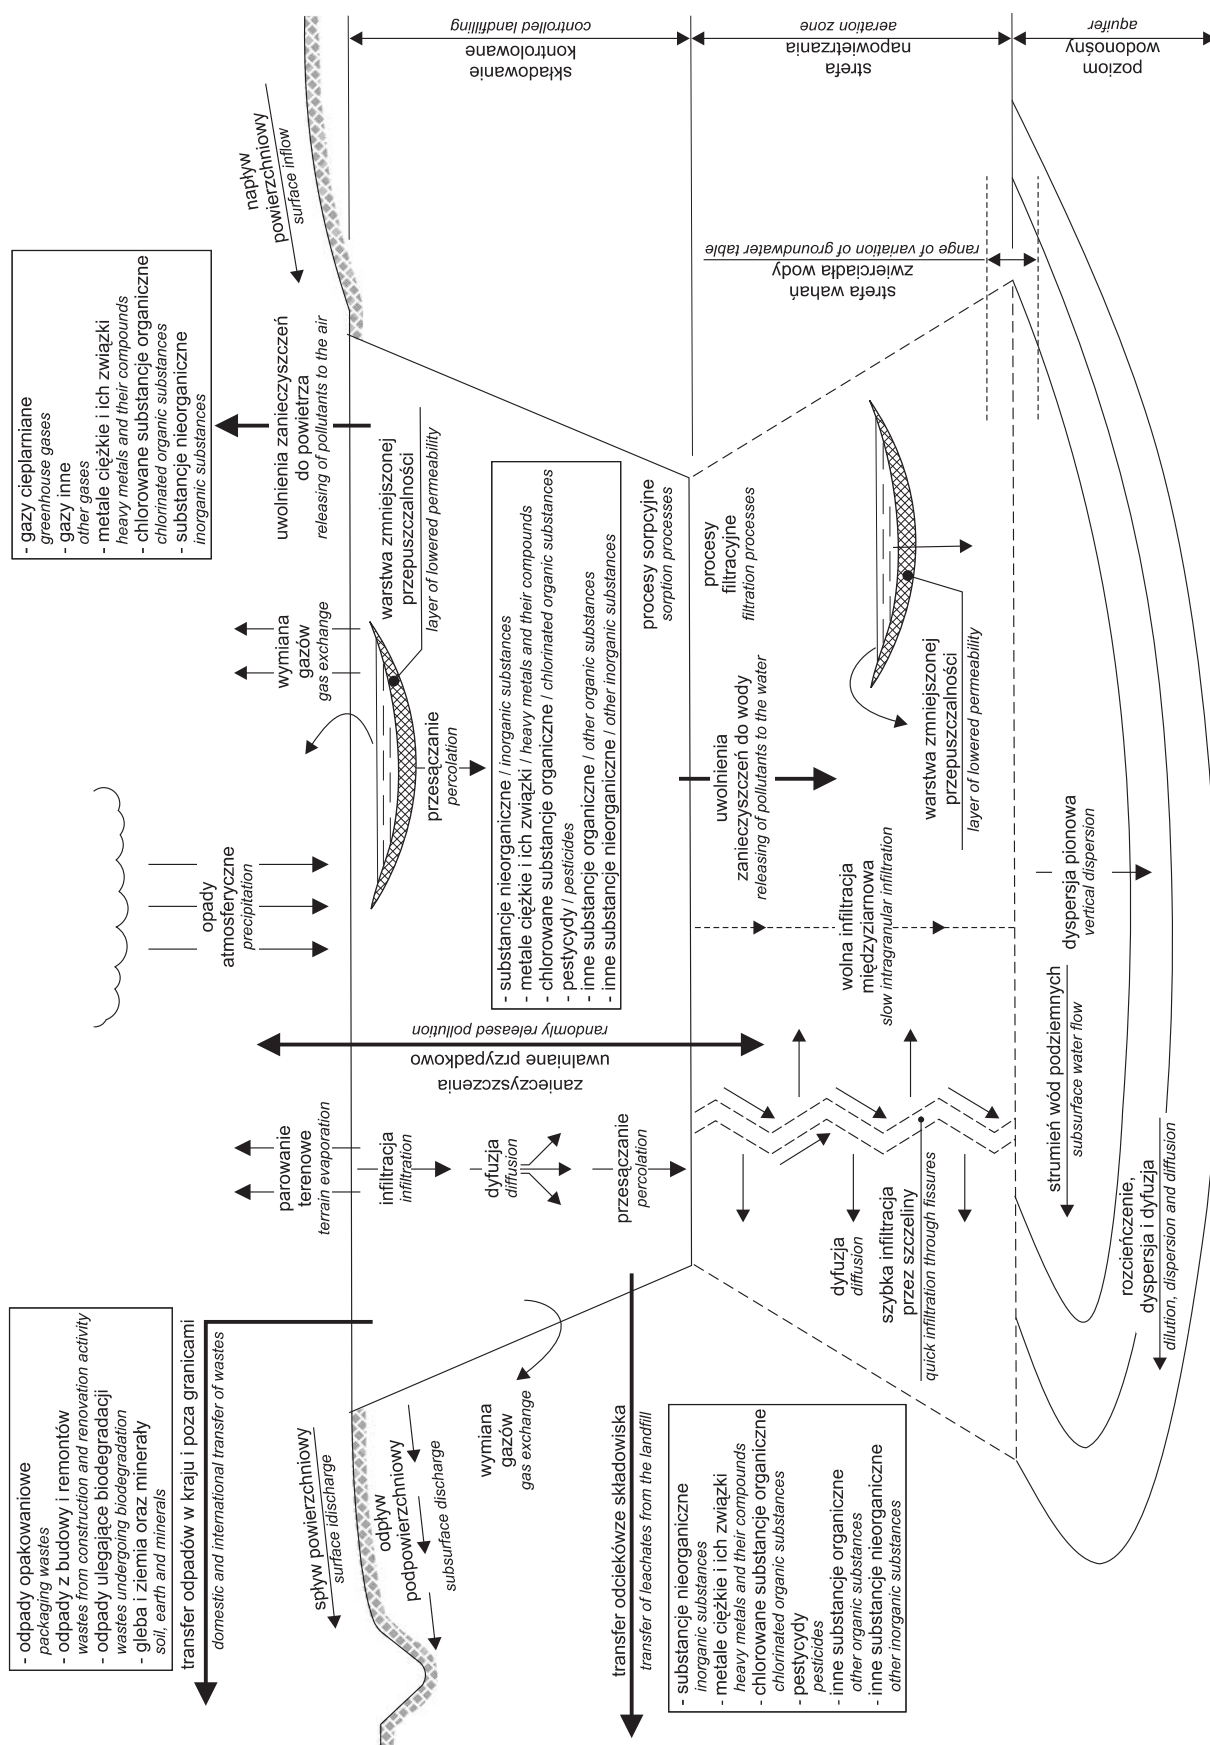 - odpady opakowaniowe
packaging wastes
- odpady z budowy i remontów
wastes from construction and renovation activity
- odpady ulegające biodegradacji
wastes undergoing biodegradation
- gleba i ziemia oraz minerały
soil, earth and minerals
transfer odpadów w kraju i poza granicami
domestic and international transfer of wastes
- gazy cieplarniane
greenhouse gases
- gazy inne
other gases
- metale ciężkie i ich związki
heavy metals and their compounds
- chlorowane substancje organiczne
chlorinated organic substances
- substancje nieorganiczne
inorganic substances
uwolnienia zanieczyszczeń
do powietrza
releasing of pollutants to the air
napływ
powierzchniowy
surface inflow
opady
atmosferyczne
precipitation
wymiana
gazów
gas exchange
parowanie
terenowe
terrain evaporation
spływ powierzchniowy
surface idischarge
odpływ
podpowierzchniowy
subsurface discharge
wymiana
gazów
gas exchange
infiltracja
infiltration
dyfuzja
diffusion
przesączanie
percolation
zanieczyszczenia
uwalniane przypadkowo
randomly released pollution
warstwa zmniejszonej
przepuszczalności
layer of lowered permeability
przesączanie
percolation
- substancje nieorganiczne / inorganic substances
- metale ciężkie i ich związki / heavy metals and their compounds
- chlorowane substancje organiczne / chlorinated organic substances
- pestycydy / pesticides
- inne substancje organiczne / other organic substances
- inne substancje nieorganiczne / other inorganic substances
składowanie
kontrolowane
controlled landfilling
transfer odciekówze składowiska
transfer of leachates from the landfill
- substancje nieorganiczne
inorganic substances
- metale ciężkie i ich związki
heavy metals and their compounds
- chlorowane substancje organiczne
chlorinated organic substances
- pestycydy
pesticides
- inne substancje organiczne
other organic substances
- inne substancje nieorganiczne
other inorganic substances
procesy sorpcyjne
sorption processes
procesy
filtracyjne
filtration processes
uwolnienia
zanieczyszczeń do wody
releasing of pollutants to the water
strefa
napowietrzania
aeration zone
strefa wahań
zwierciadła wody
range of variation of groundwater table
dyfuzja
diffusion
szybka infiltracja
przez szczeliny
quick infiltration through fissures
wolna infiltracja
międzyziarnowa
slow intragranular infiltration
warstwa zmniejszonej
przepuszczalności
layer of lowered permeability
poziom
wodonośny
aquifer
strumień wód podziemnych
subsurface water flow
dyspersja pionowa
vertical dispersion
rozcieńczenie,
dyspersja i dyfuzja
dilution, dispersion and diffusion